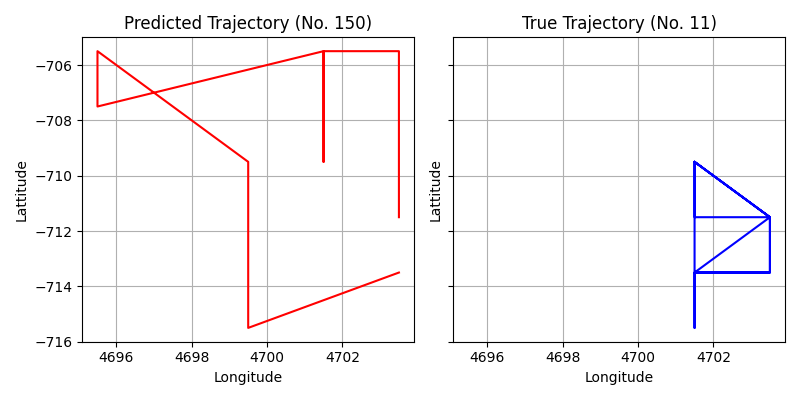 Predicted Trajectory (No. 150)
True Trajectory (No. 11)
−706
−708
−710
−712
−714
−716
Lattitude
Lattitude
4696
4698
4700
4702
4696
4698
4700
4702
Longitude
Longitude